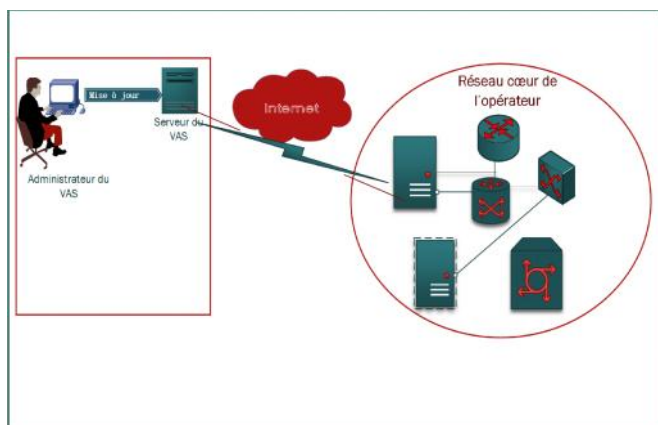 Mise à jour
Serveur du
VAS
Administrateur du
VAS
Internet
Réseau cœur de
l'opérateur